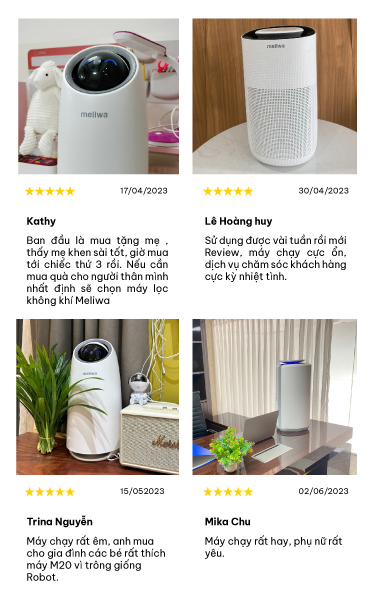 meliwa
meliwa
17/04/2023
30/04/2023
Kathy
Ban đầu là mua tặng mẹ ,
thấy mẹ khen sài tốt, giờ mua
tới chiếc thứ 3 rồi. Nếu cần
mua quà cho người thân mình
nhất định sẽ chọn máy lọc
không khí Meliwa
Lê Hoàng huy
Sử dụng được vài tuần rồi mới
Review, máy chạy cực ổn,
dịch vụ chăm sóc khách hàng
cực kỳ nhiệt tình.
meliwa
Marshall
15/052023
02/06/2023
Trina Nguyễn
Máy chạy rất êm, anh mua
cho gia đình các bé rất thích
máy M20 vì trông giống
Robot.
Mika Chu
Máy chạy rất hay, phụ nữ rất
yêu.